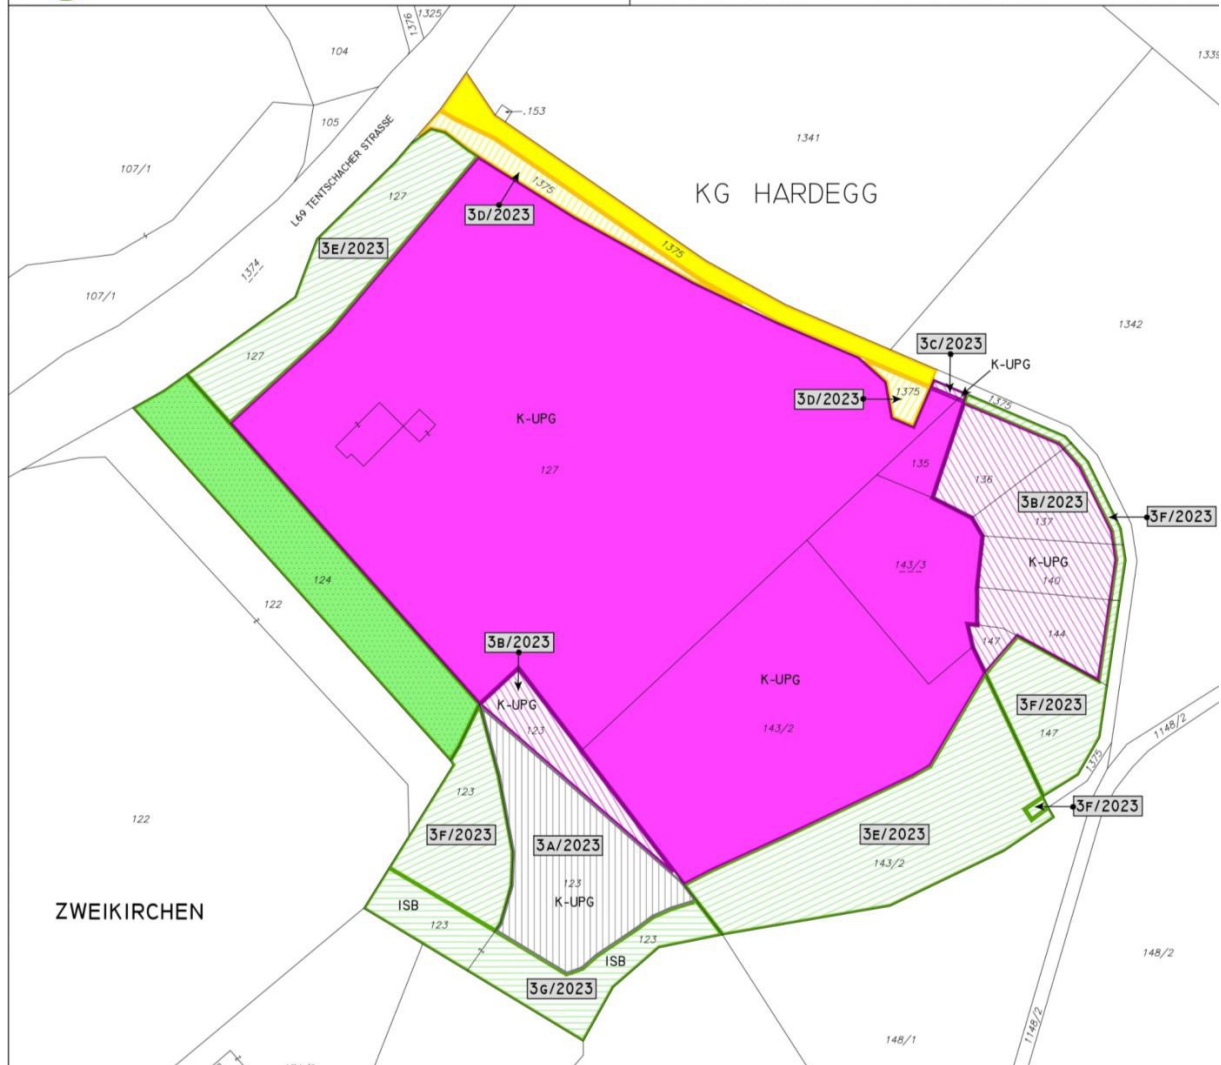 1376
1325
104
1339
.153
105
1341
107/1
L69 TENTSCHACHER STRASSE
127
1375
KG HARDEGG
3D/2023
3E/2023
1375
1374
107/1
1342
3C/2023
K-UPG
127
1375
3D/2023
1375
K-UPG
135
127
136
3B/2023
137
3F/2023
K-UPG
143/3
140
124
122
3B/2023
147
144
K-UPG
K-UPG
123
3F/2023
143/2
147
1148/2
1375
123
3F/2023
122
3F/2023
3A/2023
3E/2023
143/2
123
K-UPG
ISB
ZWEIKIRCHEN
123
123
ISB
148/2
3G/2023
1148/2
148/1